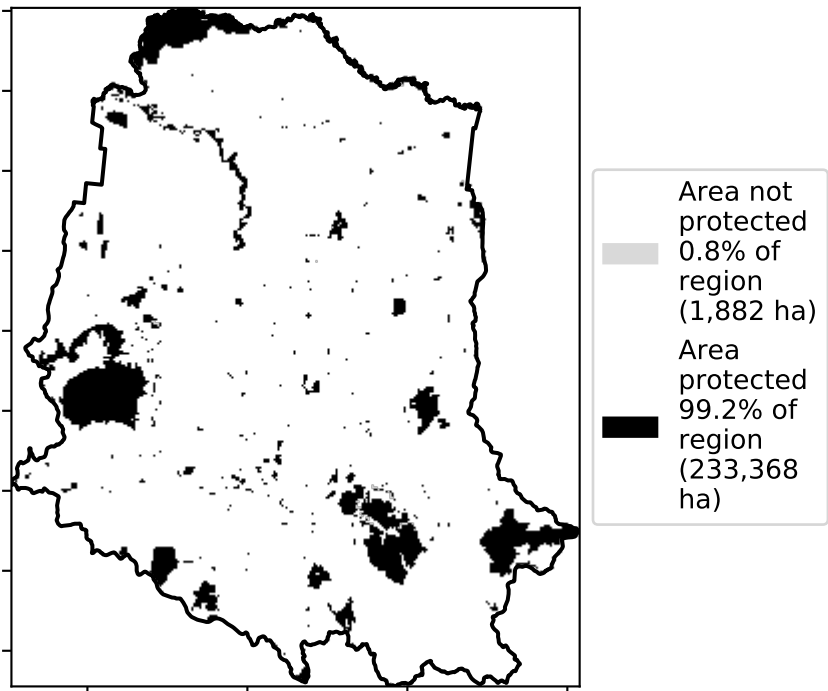 Area not
protected
0.8% of
region
(1,882 ha)
Area
protected
99.2% of
region
(233,368
ha)